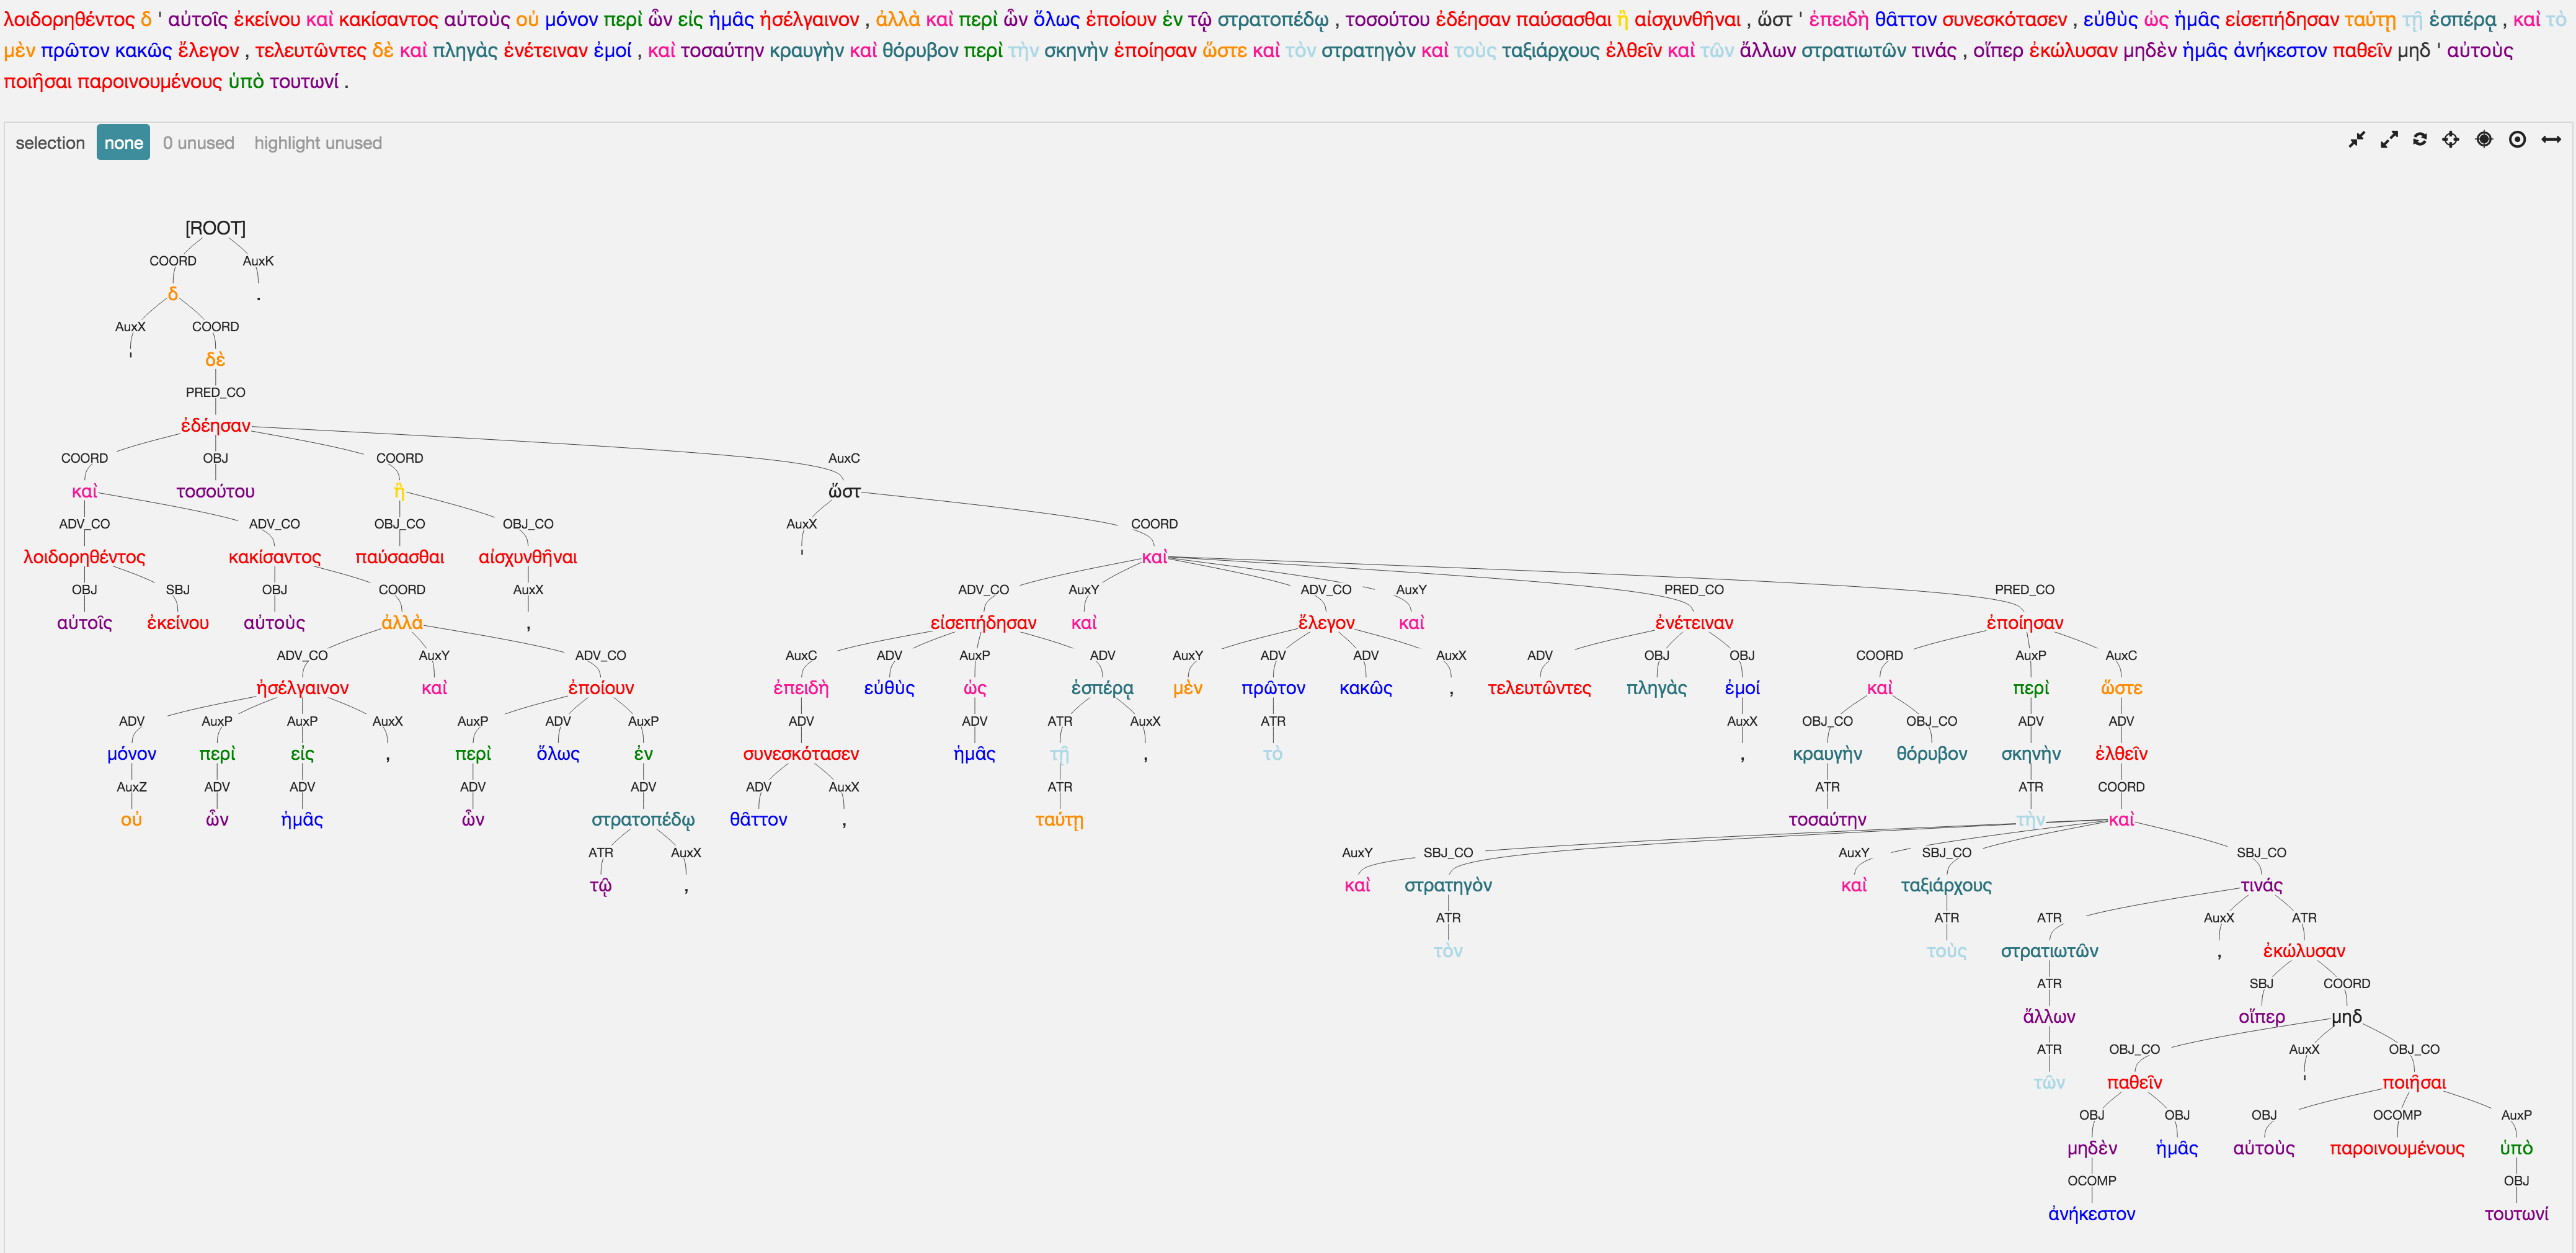 λοιδορηθέντος δ ' αὐτοῖς ἐκείνου καὶ κακίσαντος αὐτοὺς οὐ μόνον περὶ ὧν εἰς ἡμᾶς ἠσέλγαινον , ἀλλὰ καὶ περὶ ὧν ὅλως ἐποίουν ἐν τῷ στρατοπέδῳ , τοσούτου ἐδέησαν παύσασθαι ἢ αἰσχυνθῆναι , ὥστ ' ἐπειδὴ θᾶττον συνεσκότασεν , εὐθὺς ὡς ἡμᾶς εἰσεπήδησαν ταύτῃ τῇ ἑσπέρᾳ , καὶ τὸ
μὲν πρῶτον κακῶς ἔλεγον , τελευτῶντες δὲ καὶ πληγὰς ἐνέτειναν ἐμοί , καὶ τοσαύτην κραυγὴν καὶ θόρυβον περὶ τὴν σκηνὴν ἐποίησαν ὥστε καὶ τὸν στρατηγὸν καὶ τοὺς ταξιάρχους ἐλθεῖν καὶ τῶν ἄλλων στρατιωτῶν τινάς , οἵπερ ἐκώλυσαν μηδὲν ἡμᾶς ἀνήκεστον παθεῖν μηδ ' αὐτοὺς
ποιῆσαι παροινουμένους ὑπὸ τουτωνί .
selection none 0 unused highlight unused
[ROOT]
COORD AuxK
δ .
AuxX COORD
' δὲ
PRED_CO
ἐδέησαν
COORD OBJ COORD AuxC
καὶ τοσούτου ἢ ὥστ
ADV_CO ADV_CO OBJ_CO OBJ_CO AuxX COORD
λοιδορηθέντος κακίσαντος παύσασθαι αἰσχυνθῆναι ' καὶ
OBJ SBJ OBJ COORD AuxX ADV_CO AuxY ADV_CO AuxY PRED_CO PRED_CO
αὐτοῖς ἐκείνου αὐτοὺς ἀλλὰ , εἰσεπήδησαν καὶ ἔλεγον καὶ ἐνέτειναν ἐποίησαν
ADV_CO AuxY ADV_CO AuxC ADV AuxP ADV AuxY ADV ADV AuxX ADV OBJ OBJ COORD AuxP AuxC
ἠσέλγαινον καὶ ἐποίουν ἐπειδὴ εὐθὺς ὡς ἑσπέρᾳ μὲν πρῶτον κακῶς , τελευτῶντες πληγὰς ἐμοί καὶ περὶ ὥστε
ADV AuxP AuxP AuxX AuxP ADV AuxP ADV ADV ATR AuxX ATR AuxX OBJ_CO OBJ_CO ADV ADV
μόνον περὶ εἰς , περὶ ὅλως ἐν συνεσκότασεν ἡμᾶς τῇ , τὸ , κραυγὴν θόρυβον σκηνὴν ἐλθεῖν
AuxZ ADV ADV ADV ADV ADV AuxX ATR ATR ATR COORD
οὐ ὧν ἡμᾶς ὧν στρατοπέδῳ θᾶττον , ταύτῃ τοσαύτην τὴν καὶ
ATR AuxX AuxY SBJ_CO AuxY SBJ_CO SBJ_CO
τῷ , καὶ στρατηγὸν καὶ ταξιάρχους τινάς
ATR ATR ATR AuxX ATR
τὸν τοὺς στρατιωτῶν , ἐκώλυσαν
ATR SBJ COORD
ἄλλων οἵπερ μηδ
ATR OBJ_CO AuxX OBJ_CO
τῶν παθεῖν ' ποιῆσαι
OBJ OBJ OBJ OCOMP AuxP
μηδὲν ἡμᾶς αὐτοὺς παροινουμένους ὑπὸ
OCOMP OBJ
ἀνήκεστον τουτωνί